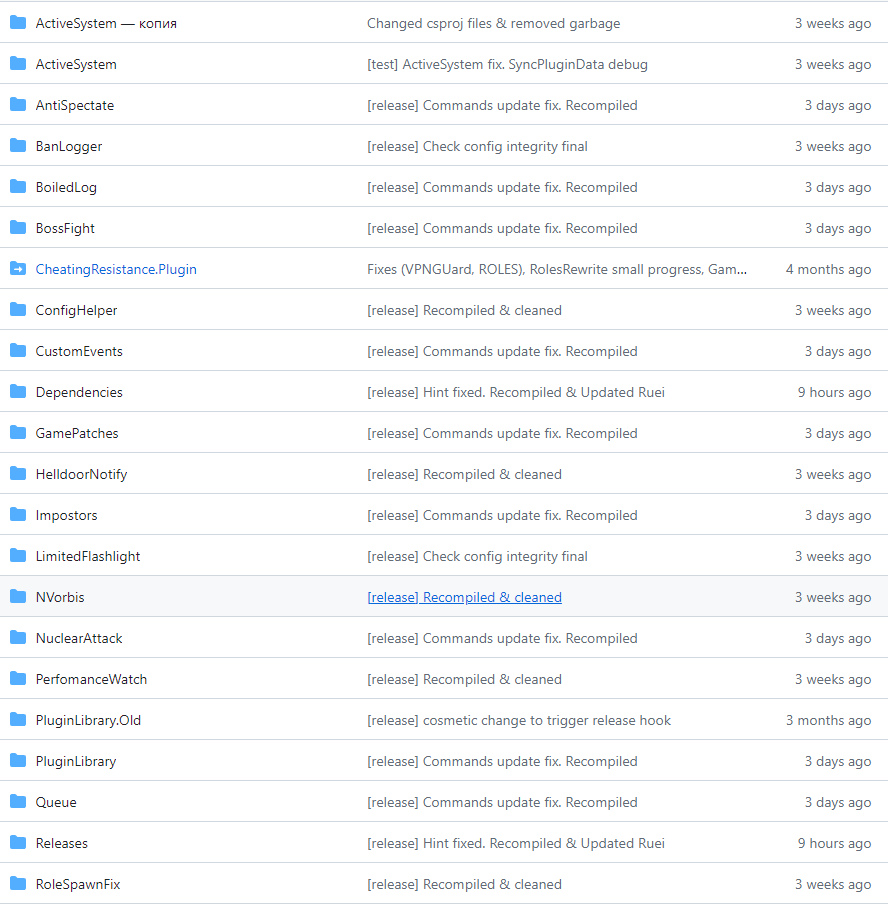 ActiveSystem — копия Changed csproj files & removed garbage 3 weeks ago
ActiveSystem [test] ActiveSystem fix. SyncPluginData debug 3 weeks ago
AntiSpectate [release] Commands update fix. Recompiled 3 days ago
BanLogger [release] Check config integrity final 3 weeks ago
BoiledLog [release] Commands update fix. Recompiled 3 days ago
BossFight [release] Commands update fix. Recompiled 3 days ago
CheatingResistance.Plugin Fixes (VPNGUard, ROLES), RolesRewrite small progress, Gam... 4 months ago
ConfigHelper [release] Recompiled & cleaned 3 weeks ago
CustomEvents [release] Commands update fix. Recompiled 3 days ago
Dependencies [release] Hint fixed. Recompiled & Updated Ruei 9 hours ago
GamePatches [release] Commands update fix. Recompiled 3 days ago
HelldoorNotify [release] Recompiled & cleaned 3 weeks ago
Impostors [release] Commands update fix. Recompiled 3 days ago
LimitedFlashlight [release] Check config integrity final 3 weeks ago
NVorbis [release] Recompiled & cleaned 3 weeks ago
NuclearAttack [release] Commands update fix. Recompiled 3 days ago
PerfomanceWatch [release] Recompiled & cleaned 3 weeks ago
PluginLibrary.Old [release] cosmetic change to trigger release hook 3 months ago
PluginLibrary [release] Commands update fix. Recompiled 3 days ago
Queue [release] Commands update fix. Recompiled 3 days ago
Releases [release] Hint fixed. Recompiled & Updated Ruei 9 hours ago
RoleSpawnFix [release] Recompiled & cleaned 3 weeks ago